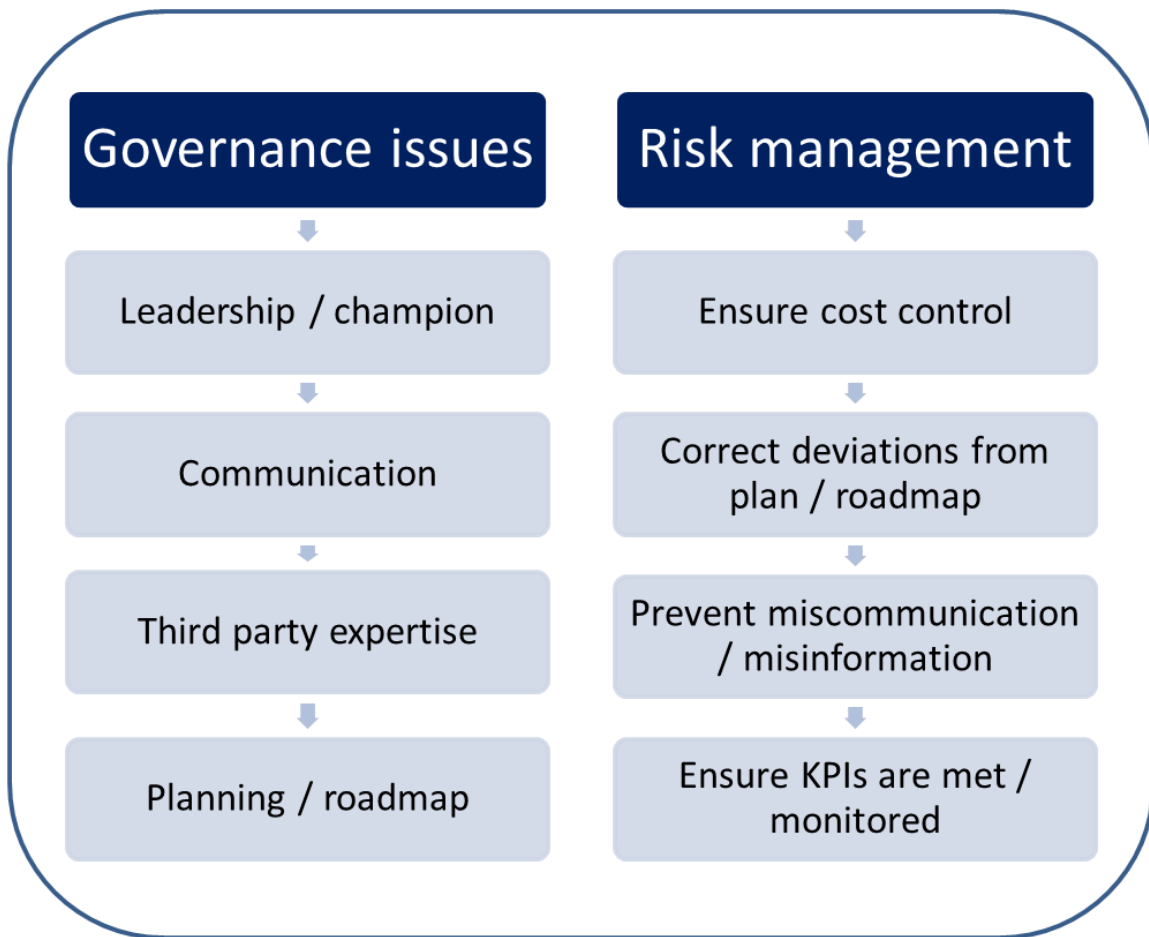 Governance issues
Leadership / champion
Communication
Third party expertise
Planning / roadmap
Risk management
Ensure cost control
Correct deviations from
plan / roadmap
Prevent miscommunication
/ misinformation
Ensure KPIs are met /
monitored